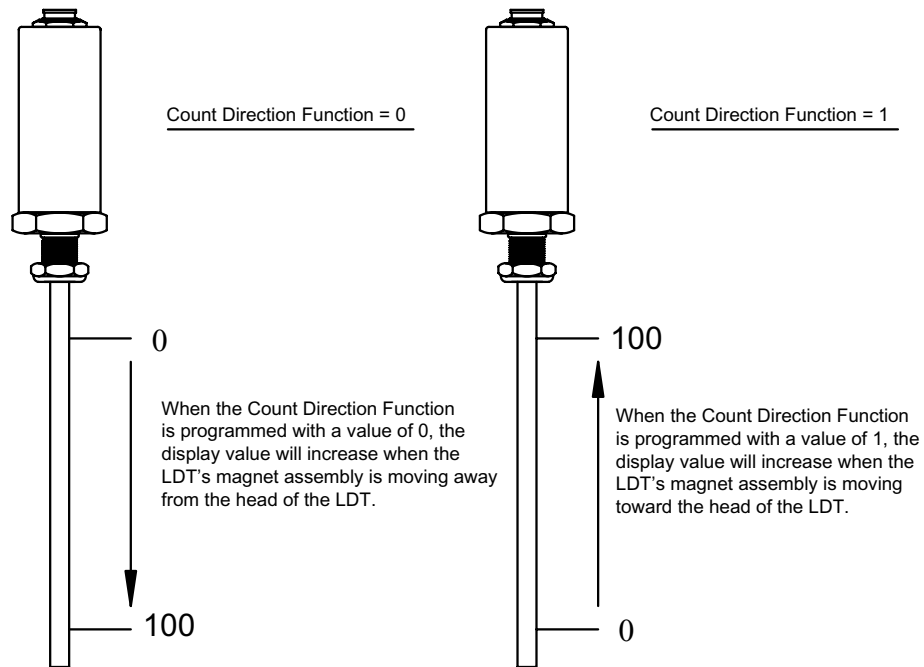 Count Direction Function = 0
0
When the Count Direction Function
is programmed with a value of 0, the
display value will increase when the
LDT's magnet assembly is moving away
from the head of the LDT.
100
Count Direction Function = 1
100
When the Count Direction Function
is programmed with a value of 1, the
display value will increase when the
LDT's magnet assembly is moving
toward the head of the LDT.
0